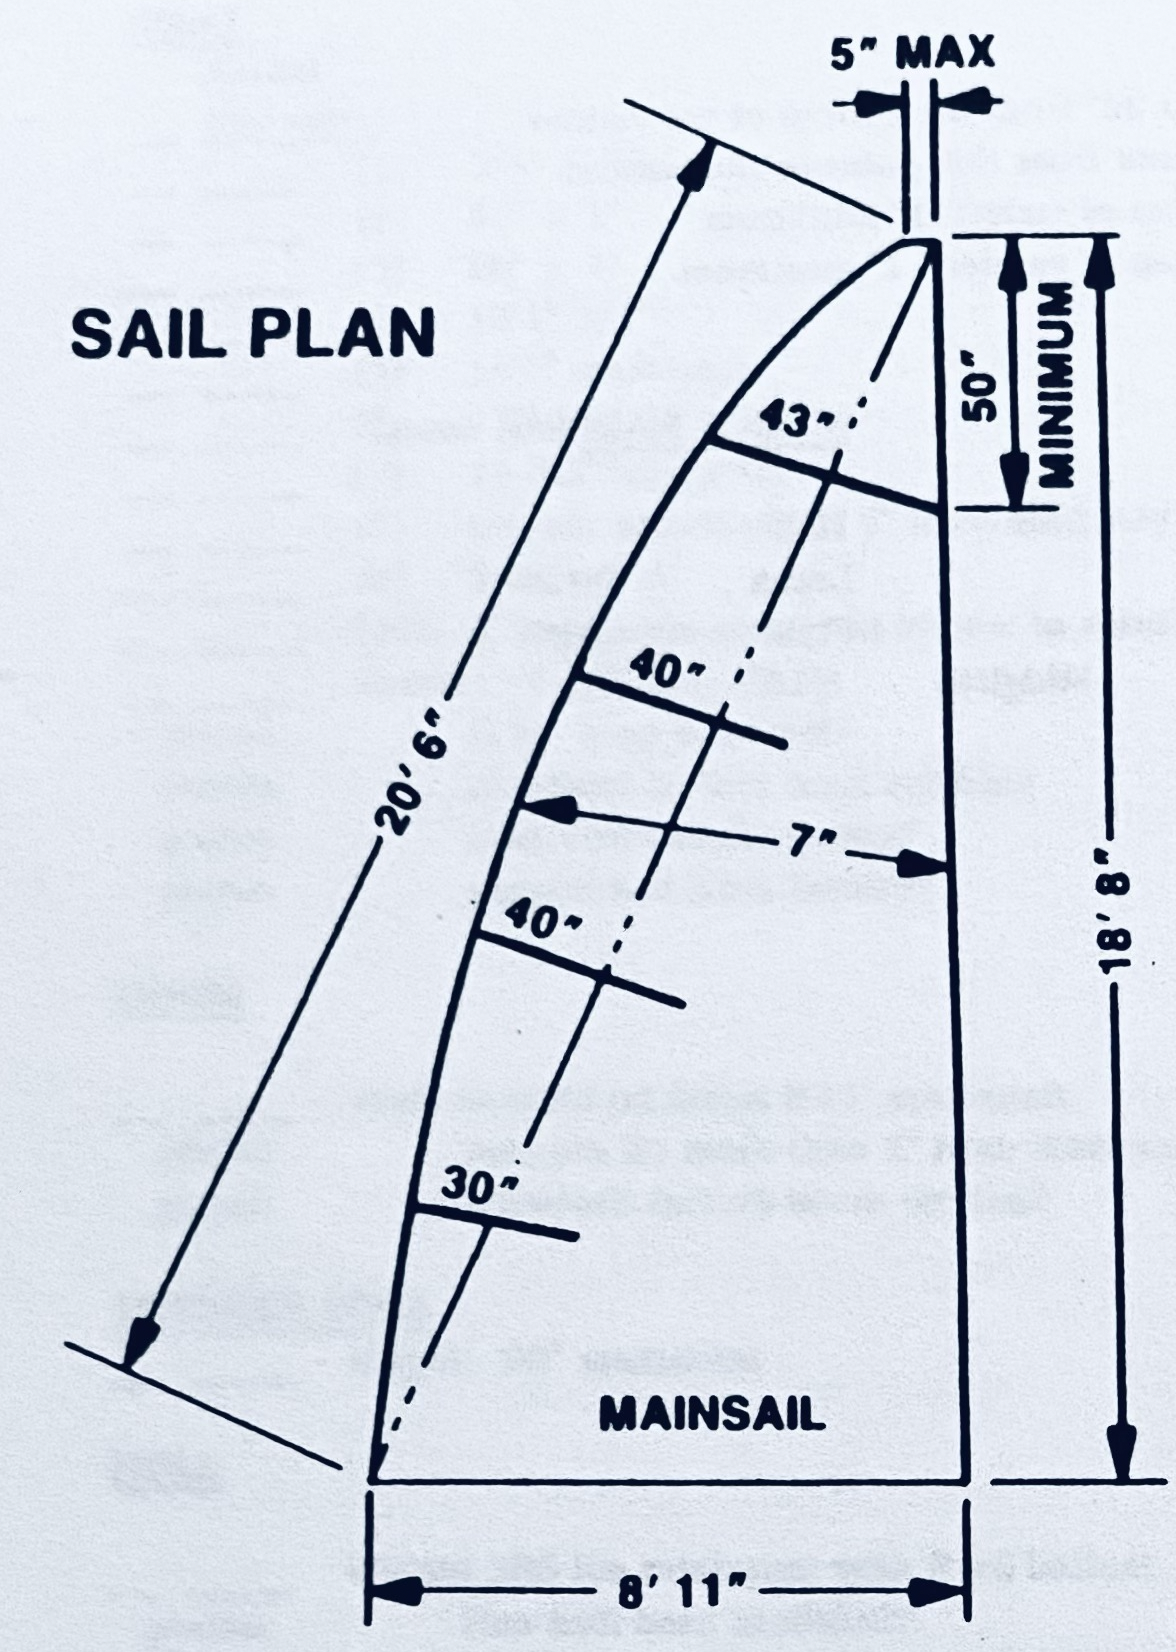 5" MAX
SAIL PLAN
43"
50"
MINIMUM
40"
20' 6"
7"
18' 8"
40"
30"
MAINSAIL
8' 11"